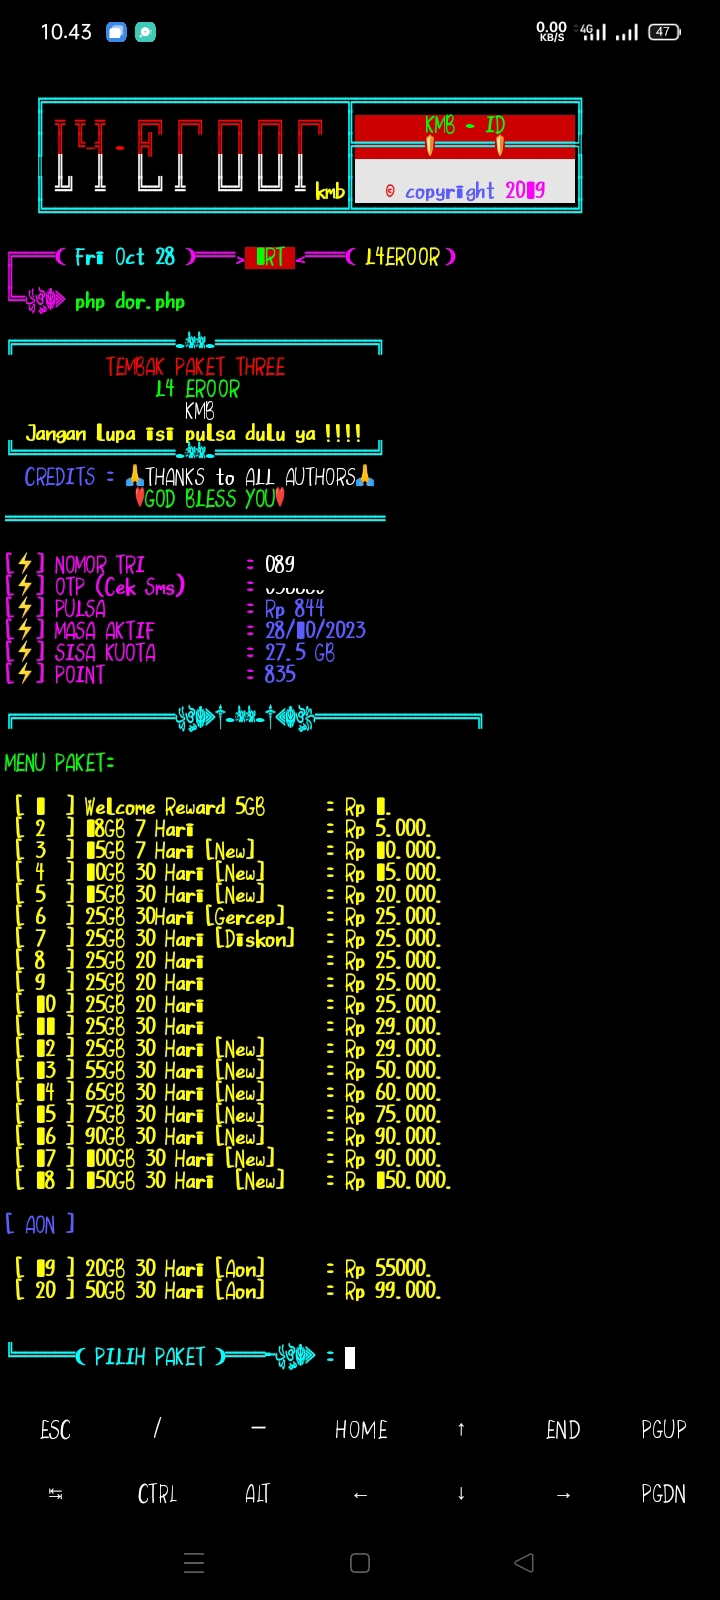 10.43
0.00 KB/S 4G 47
L4-EROOR kmb
KMB - ID
© copyright 2019
( Fri Oct 28 ) > 1RT < ( L4EROOR )
php dor.php
TEMBAK PAKET THREE
L4 EROOR
KMB
Jangan lupa isi pulsa dulu ya !!!!
CREDITS = 🙏THANKS to ALL AUTHORS🙏
♥GOD BLESS YOU♥
[⚡] NOMOR TRI = 089
[⚡] OTP (Cek Sms) =
[⚡] PULSA = Rp 844
[⚡] MASA AKTIF = 28/10/2023
[⚡] SISA KUOTA = 27.5 GB
[⚡] POINT = 835
MENU PAKET=
[ 1 ] Welcome Reward 5GB = Rp 1.
[ 2 ] 18GB 7 Hari = Rp 5.000.
[ 3 ] 15GB 7 Hari [New] = Rp 10.000.
[ 4 ] 10GB 30 Hari [New] = Rp 15.000.
[ 5 ] 15GB 30 Hari [New] = Rp 20.000.
[ 6 ] 25GB 30Hari [Gercep] = Rp 25.000.
[ 7 ] 25GB 30 Hari [Diskon] = Rp 25.000.
[ 8 ] 25GB 20 Hari = Rp 25.000.
[ 9 ] 25GB 20 Hari = Rp 25.000.
[ 10 ] 25GB 20 Hari = Rp 25.000.
[ 11 ] 25GB 30 Hari = Rp 29.000.
[ 12 ] 25GB 30 Hari [New] = Rp 29.000.
[ 13 ] 55GB 30 Hari [New] = Rp 50.000.
[ 14 ] 65GB 30 Hari [New] = Rp 60.000.
[ 15 ] 75GB 30 Hari [New] = Rp 75.000.
[ 16 ] 90GB 30 Hari [New] = Rp 90.000.
[ 17 ] 100GB 30 Hari [New] = Rp 90.000.
[ 18 ] 150GB 30 Hari [New] = Rp 150.000.
[ AON ]
[ 19 ] 20GB 30 Hari [Aon] = Rp 55000.
[ 20 ] 50GB 30 Hari [Aon] = Rp 99.000.
( PILIH PAKET ) =
ESC / — HOME ↑ END PGUP
↹ CTRL ALT ← ↓ → PGDN